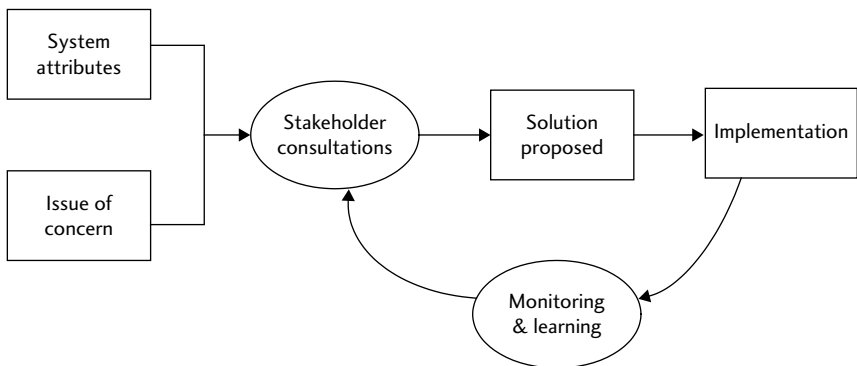 System
attributes
Issue of
concern
Stakeholder
consultations
Solution
proposed
Implementation
Monitoring
& learning